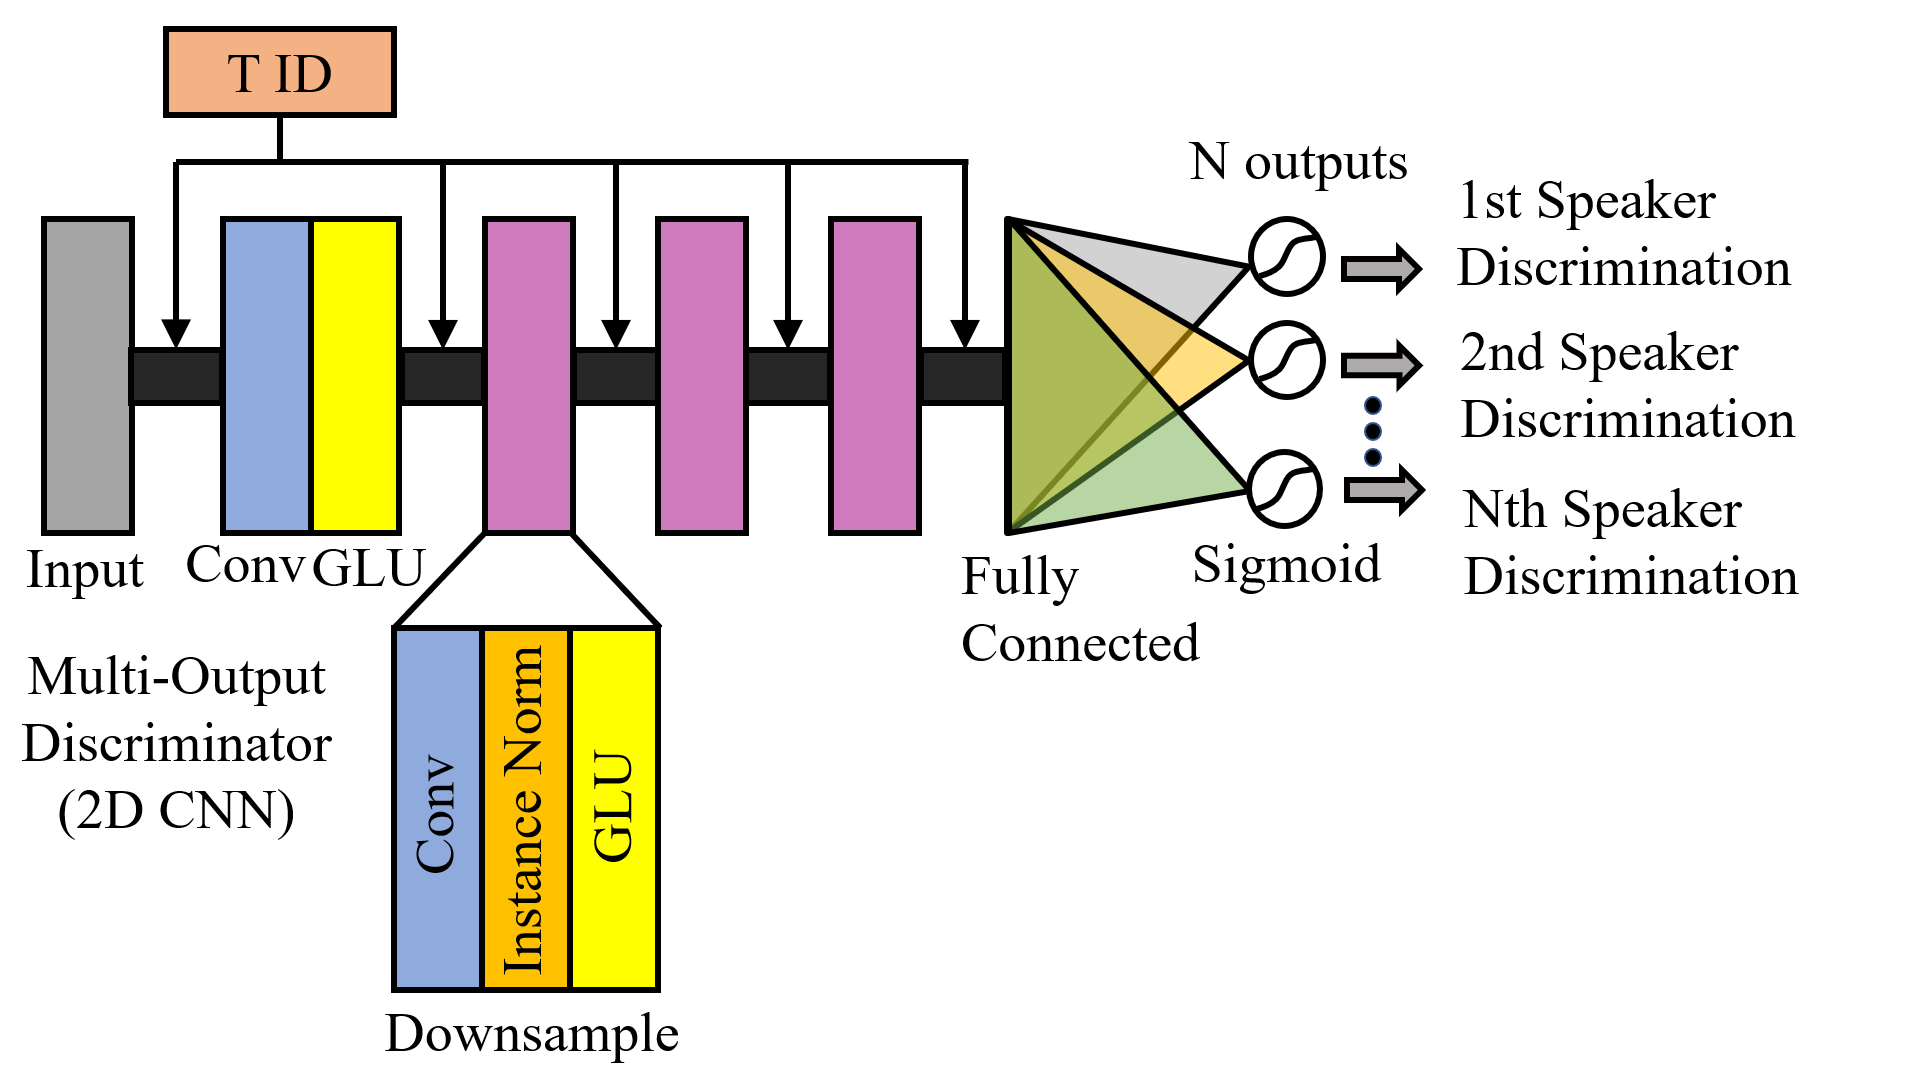 T ID
N outputs
1st Speaker
Discrimination
2nd Speaker
Discrimination
Nth Speaker
Discrimination
Input
Conv
GLU
Fully
Connected
Sigmoid
Multi-Output
Discriminator
(2D CNN)
Conv
Instance Norm
GLU
Downsample